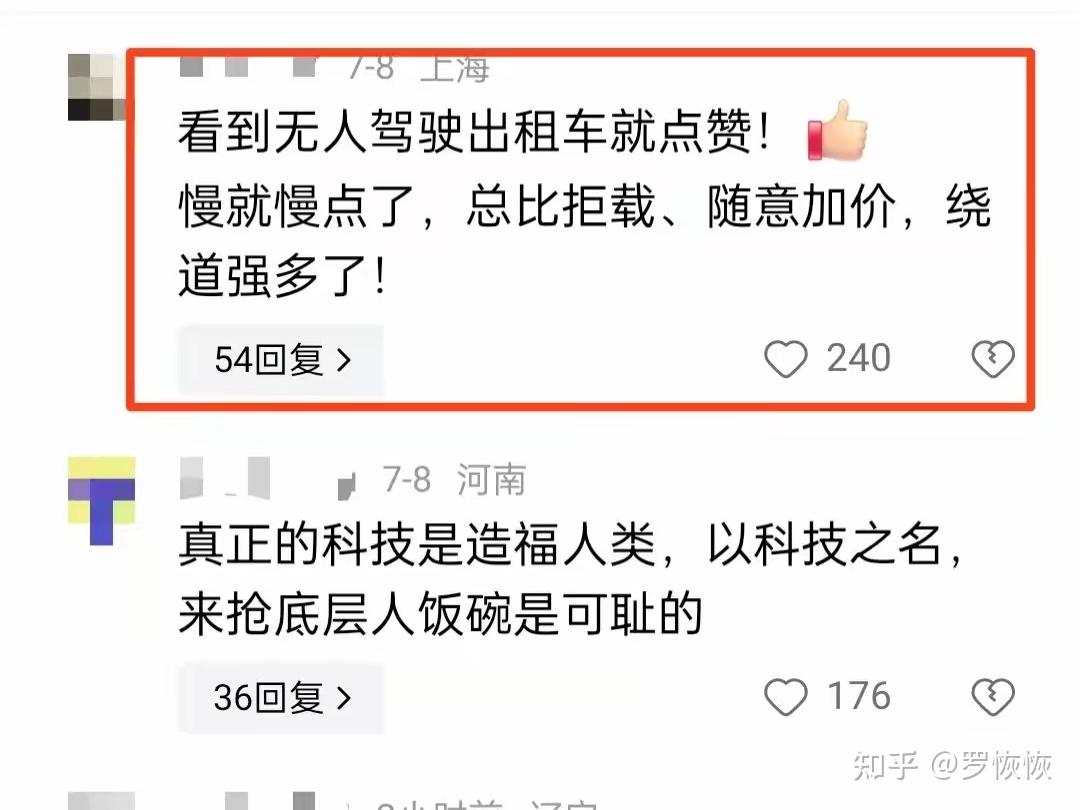 7-8 上海
看到无人驾驶出租车就点赞！👍
慢就慢点了，总比拒载、随意加价，绕
道强多了！
54回复 >
240
7-8 河南
真正的科技是造福人类，以科技之名，
来抢底层人饭碗是可耻的
36回复 >
176
知乎 @罗恢恢